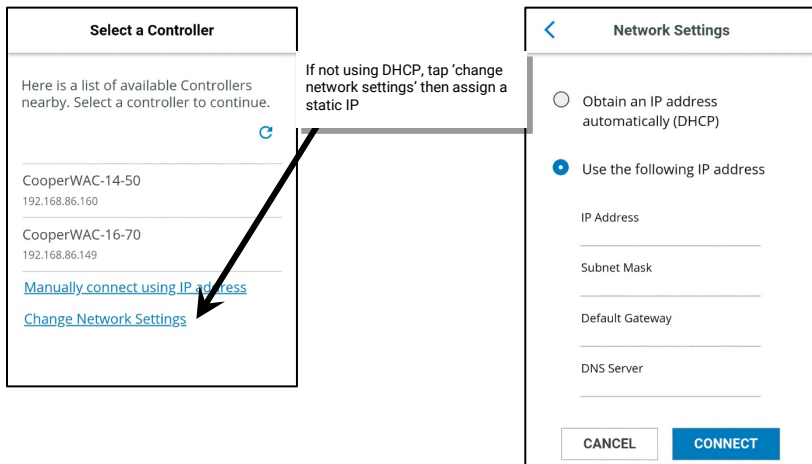 Select a Controller
Here is a list of available Controllers
nearby. Select a controller to continue.
CooperWAC-14-50
192.168.86.160
CooperWAC-16-70
192.168.86.149
Manually connect using IP address
Change Network Settings
If not using DHCP, tap ‘change
network settings’ then assign a
static IP
Network Settings
Obtain an IP address
automatically (DHCP)
Use the following IP address
IP Address
Subnet Mask
Default Gateway
DNS Server
CANCEL
CONNECT